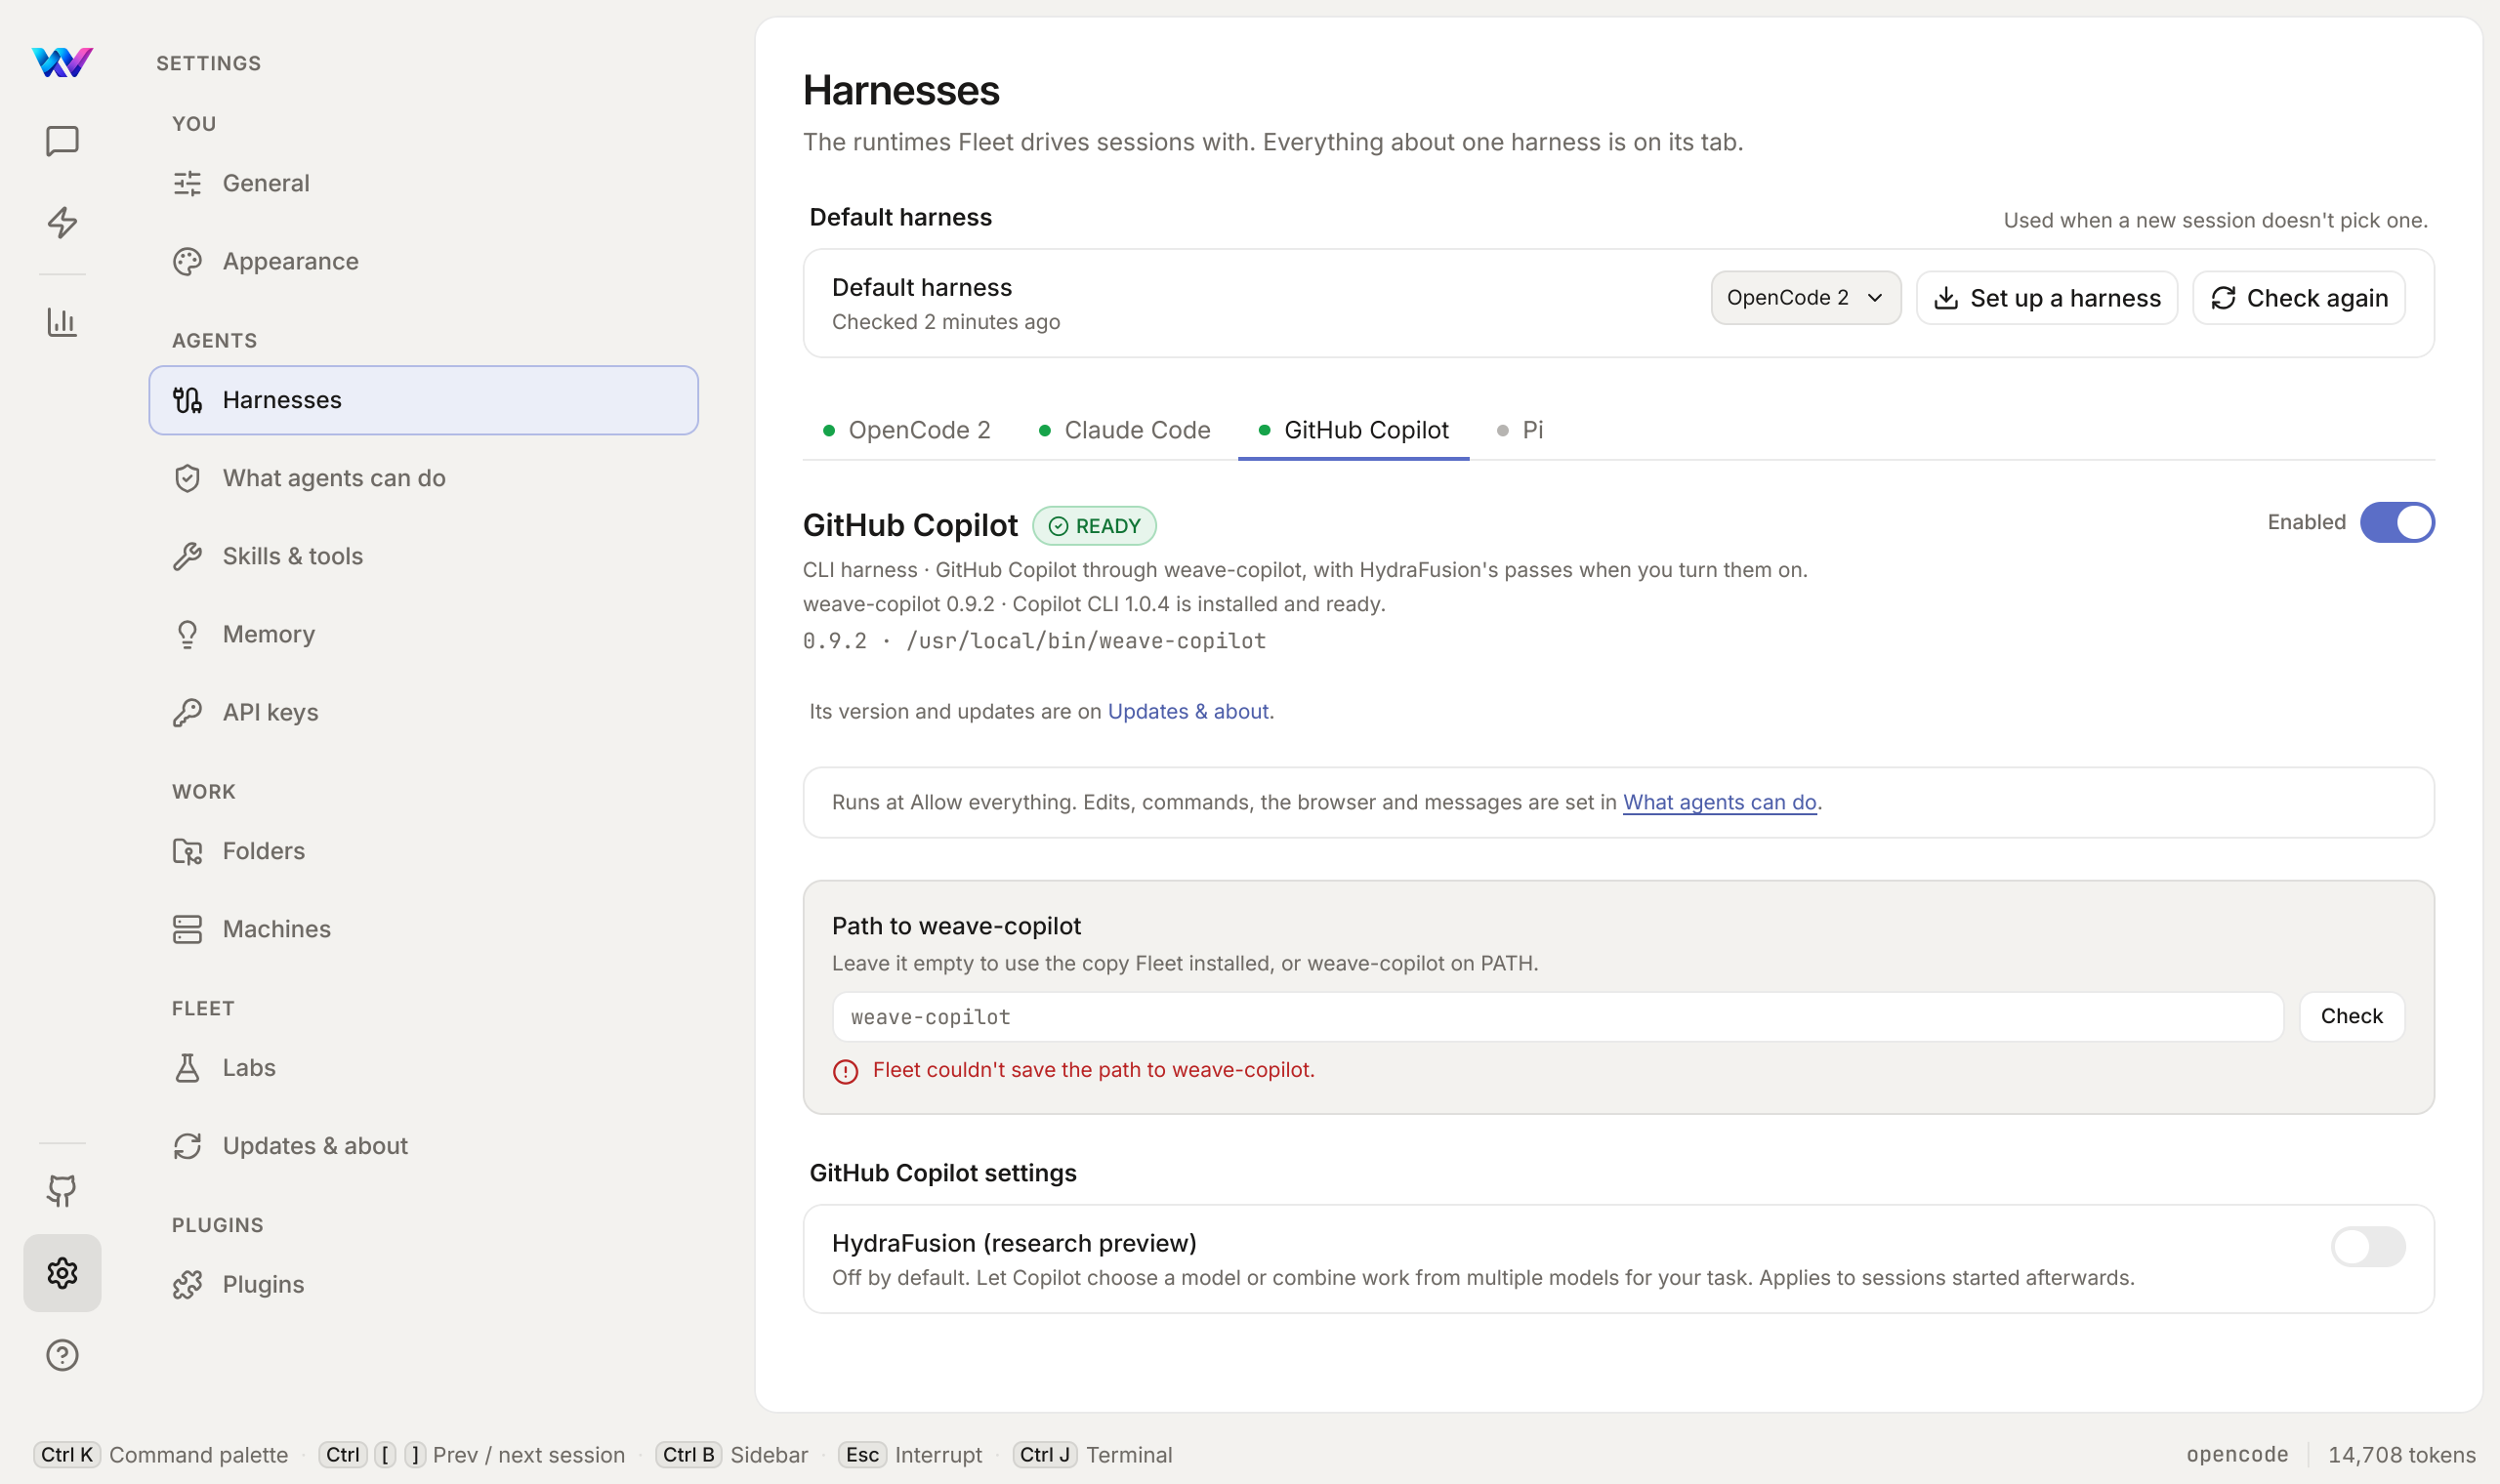 SETTINGS
YOU
General
Appearance
AGENTS
Harnesses
What agents can do
Skills & tools
Memory
API keys
WORK
Folders
Machines
FLEET
Labs
Updates & about
PLUGINS
Plugins
Harnesses
The runtimes Fleet drives sessions with. Everything about one harness is on its tab.
Default harness
Used when a new session doesn't pick one.
Default harness
Checked 2 minutes ago
OpenCode 2
Set up a harness
Check again
OpenCode 2
Claude Code
GitHub Copilot
Pi
GitHub Copilot
READY
Enabled
CLI harness · GitHub Copilot through weave-copilot, with HydraFusion's passes when you turn them on.
weave-copilot 0.9.2 · Copilot CLI 1.0.4 is installed and ready.
0.9.2 · /usr/local/bin/weave-copilot
Its version and updates are on Updates & about.
Runs at Allow everything. Edits, commands, the browser and messages are set in What agents can do.
Path to weave-copilot
Leave it empty to use the copy Fleet installed, or weave-copilot on PATH.
weave-copilot
Check
Fleet couldn't save the path to weave-copilot.
GitHub Copilot settings
HydraFusion (research preview)
Off by default. Let Copilot choose a model or combine work from multiple models for your task. Applies to sessions started afterwards.
Ctrl K Command palette · Ctrl [ ] Prev / next session · Ctrl B Sidebar · Esc Interrupt · Ctrl J Terminal
opencode
14,708 tokens